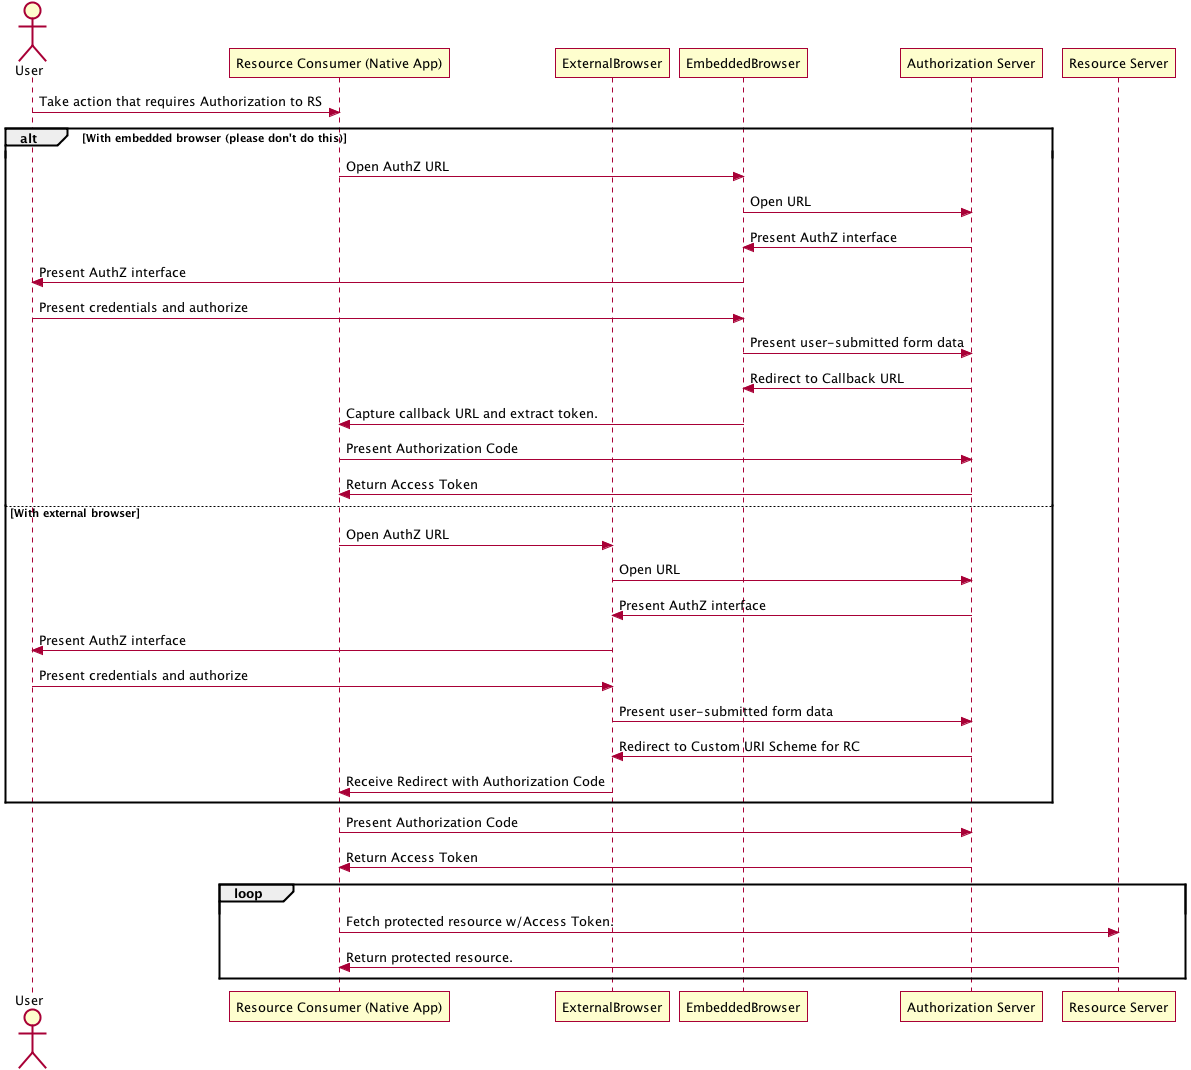 User
Resource Consumer (Native App)
ExternalBrowser
EmbeddedBrowser
Authorization Server
Resource Server
Take action that requires Authorization to RS
alt
[With embedded browser (please don't do this)]
Open AuthZ URL
Open URL
Present AuthZ interface
Present AuthZ interface
Present credentials and authorize
Present user-submitted form data
Redirect to Callback URL
Capture callback URL and extract token.
Present Authorization Code
Return Access Token
[With external browser]
Open AuthZ URL
Open URL
Present AuthZ interface
Present AuthZ interface
Present credentials and authorize
Present user-submitted form data
Redirect to Custom URI Scheme for RC
Receive Redirect with Authorization Code
Present Authorization Code
Return Access Token
loop
Fetch protected resource w/Access Token.
Return protected resource.
User
Resource Consumer (Native App)
ExternalBrowser
EmbeddedBrowser
Authorization Server
Resource Server